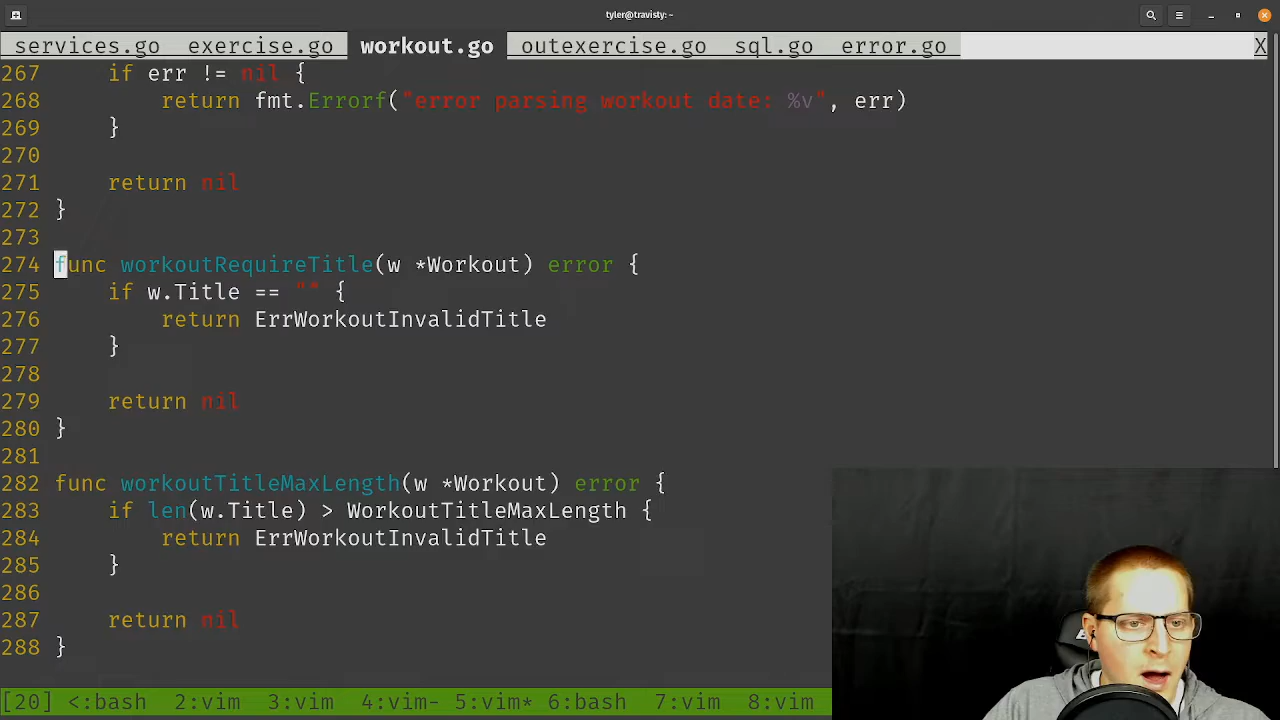 tyler@travisty: ~
services.go exercise.go workout.go outexercise.go sql.go error.go X
267 if err != nil {
268 return fmt.Errorf("error parsing workout date: %v", err)
269 }
270
271 return nil
272 }
273
274 func workoutRequireTitle(w *Workout) error {
275 if w.Title == "" {
276 return ErrWorkoutInvalidTitle
277 }
278
279 return nil
280 }
281
282 func workoutTitleMaxLength(w *Workout) error {
283 if len(w.Title) > WorkoutTitleMaxLength {
284 return ErrWorkoutInvalidTitle
285 }
286
287 return nil
288 }
[20] <:bash 2:vim 3:vim 4:vim- 5:vim* 6:bash 7:vim 8:vim